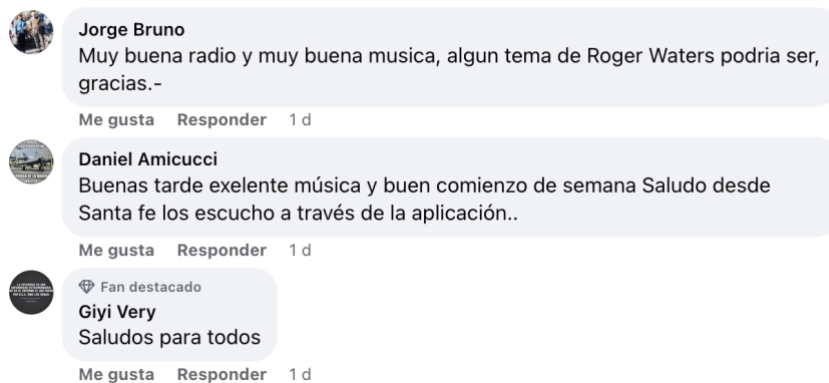 Jorge Bruno
Muy buena radio y muy buena musica, algun tema de Roger Waters podria ser,
gracias.-
Me gusta Responder 1 d
Daniel Amicucci
Buenas tarde exelente música y buen comienzo de semana Saludo desde
Santa fe los escucho a través de la aplicación..
Me gusta Responder 1 d
Fan destacado
Giyi Very
Saludos para todos
Me gusta Responder 1 d